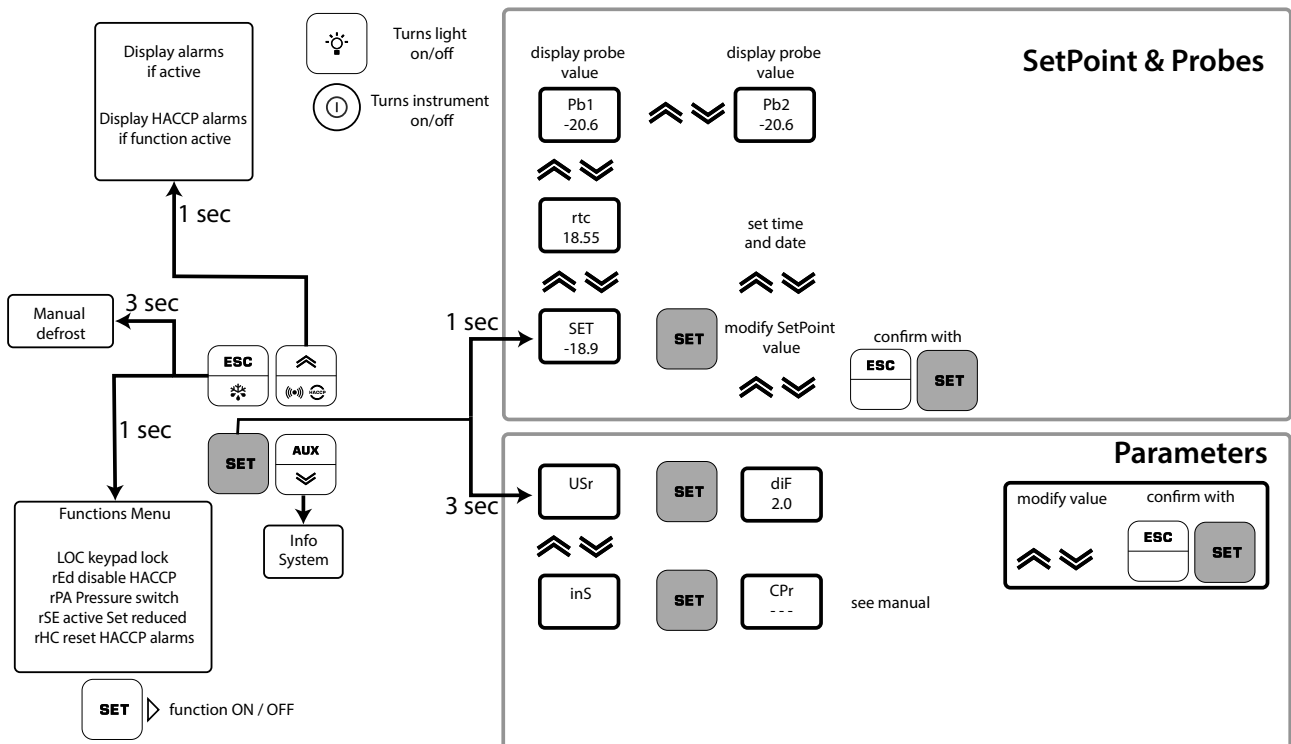 Display alarms
if active
Display HACCP alarms
if function active
Turns light
on/off
Turns instrument
on/off
1 sec
3 sec
Manual
defrost
ESC
HACCP
1 sec
SET
AUX
Info
System
Functions Menu
LOC keypad lock
rEd disable HACCP
rPA Pressure switch
rSE active Set reduced
rHC reset HACCP alarms
SET
function ON / OFF
1 sec
3 sec
SetPoint & Probes
display probe
value
Pb1
-20.6
display probe
value
Pb2
-20.6
rtc
18.55
set time
and date
SET
-18.9
SET
modify SetPoint
value
confirm with
ESC
SET
Parameters
USr
SET
diF
2.0
inS
SET
CPr
- - -
see manual
modify value
confirm with
ESC
SET